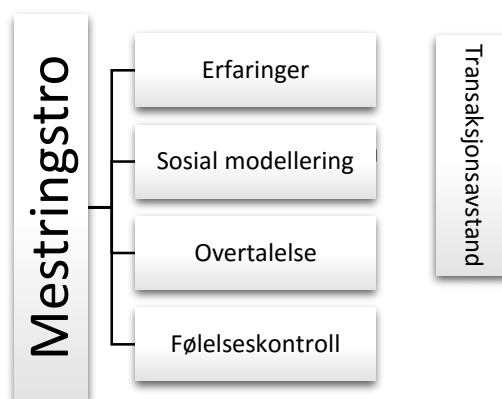 Mestringstro
Erfaringer
Sosial modellering
Overtalelse
Følelseskontroll
Transaksjonsavstand